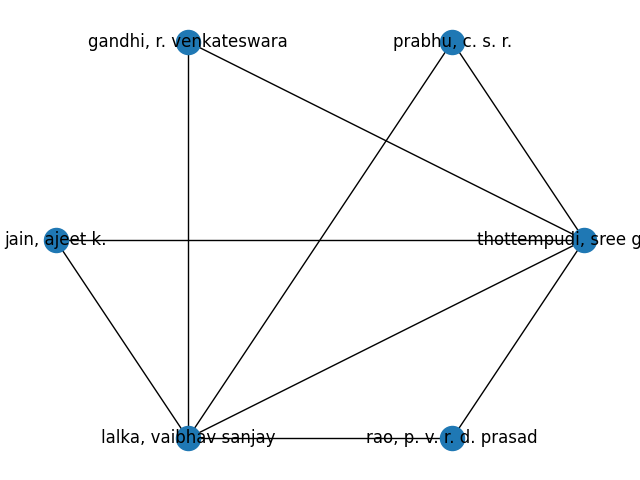 gandhi, r. venkateswara
prabhu, c. s. r.
jain, ajeet k.
thottempudi, sree g
lalka, vaibhav sanjay
rao, p. v. r. d. prasad